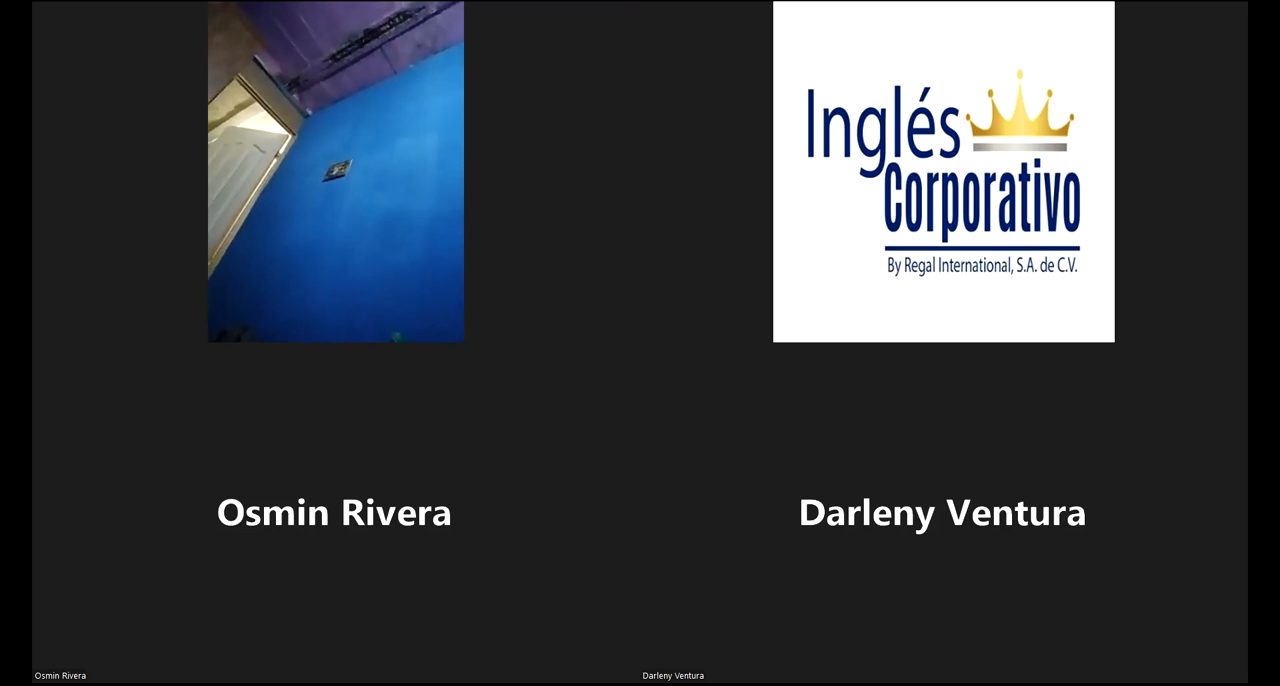 Inglés
Corporativo
By Regal International, S.A. de C.V.
Osmin Rivera
Darleny Ventura
Osmin Rivera
Darleny Ventura